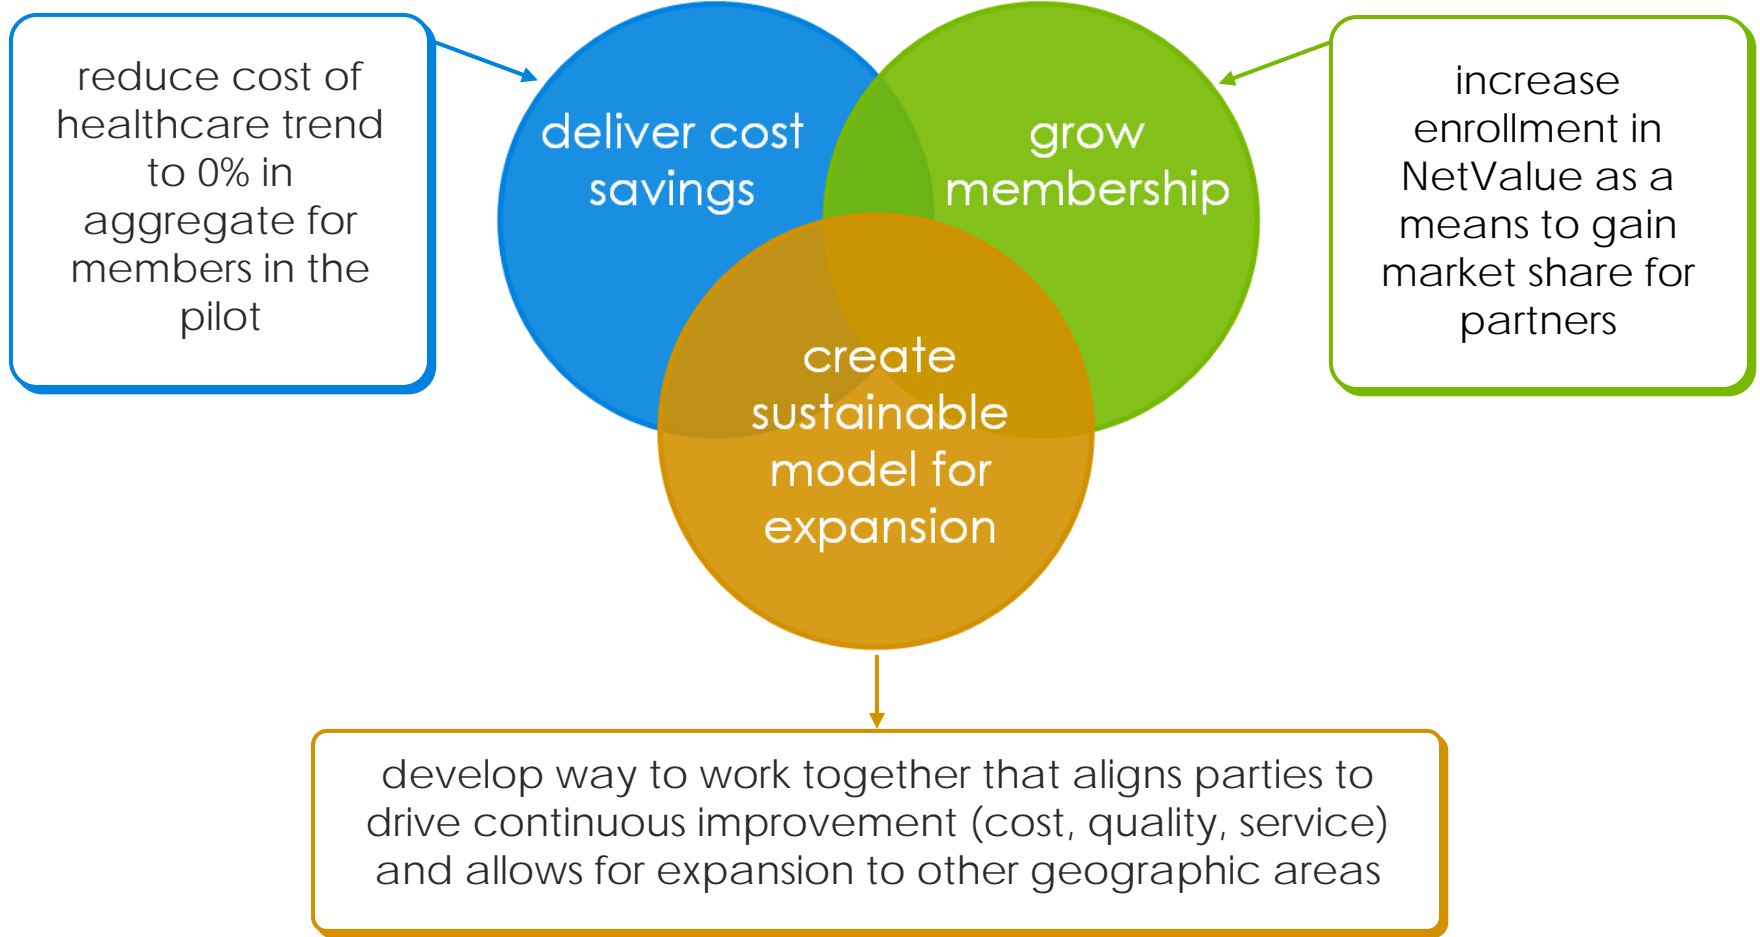 reduce cost of
healthcare trend
to 0% in
aggregate for
members in the
pilot
deliver cost
savings
grow
membership
increase
enrollment in
NetValue as a
means to gain
market share for
partners
create
sustainable
model for
expansion
develop way to work together that aligns parties to
drive continuous improvement (cost, quality, service)
and allows for expansion to other geographic areas